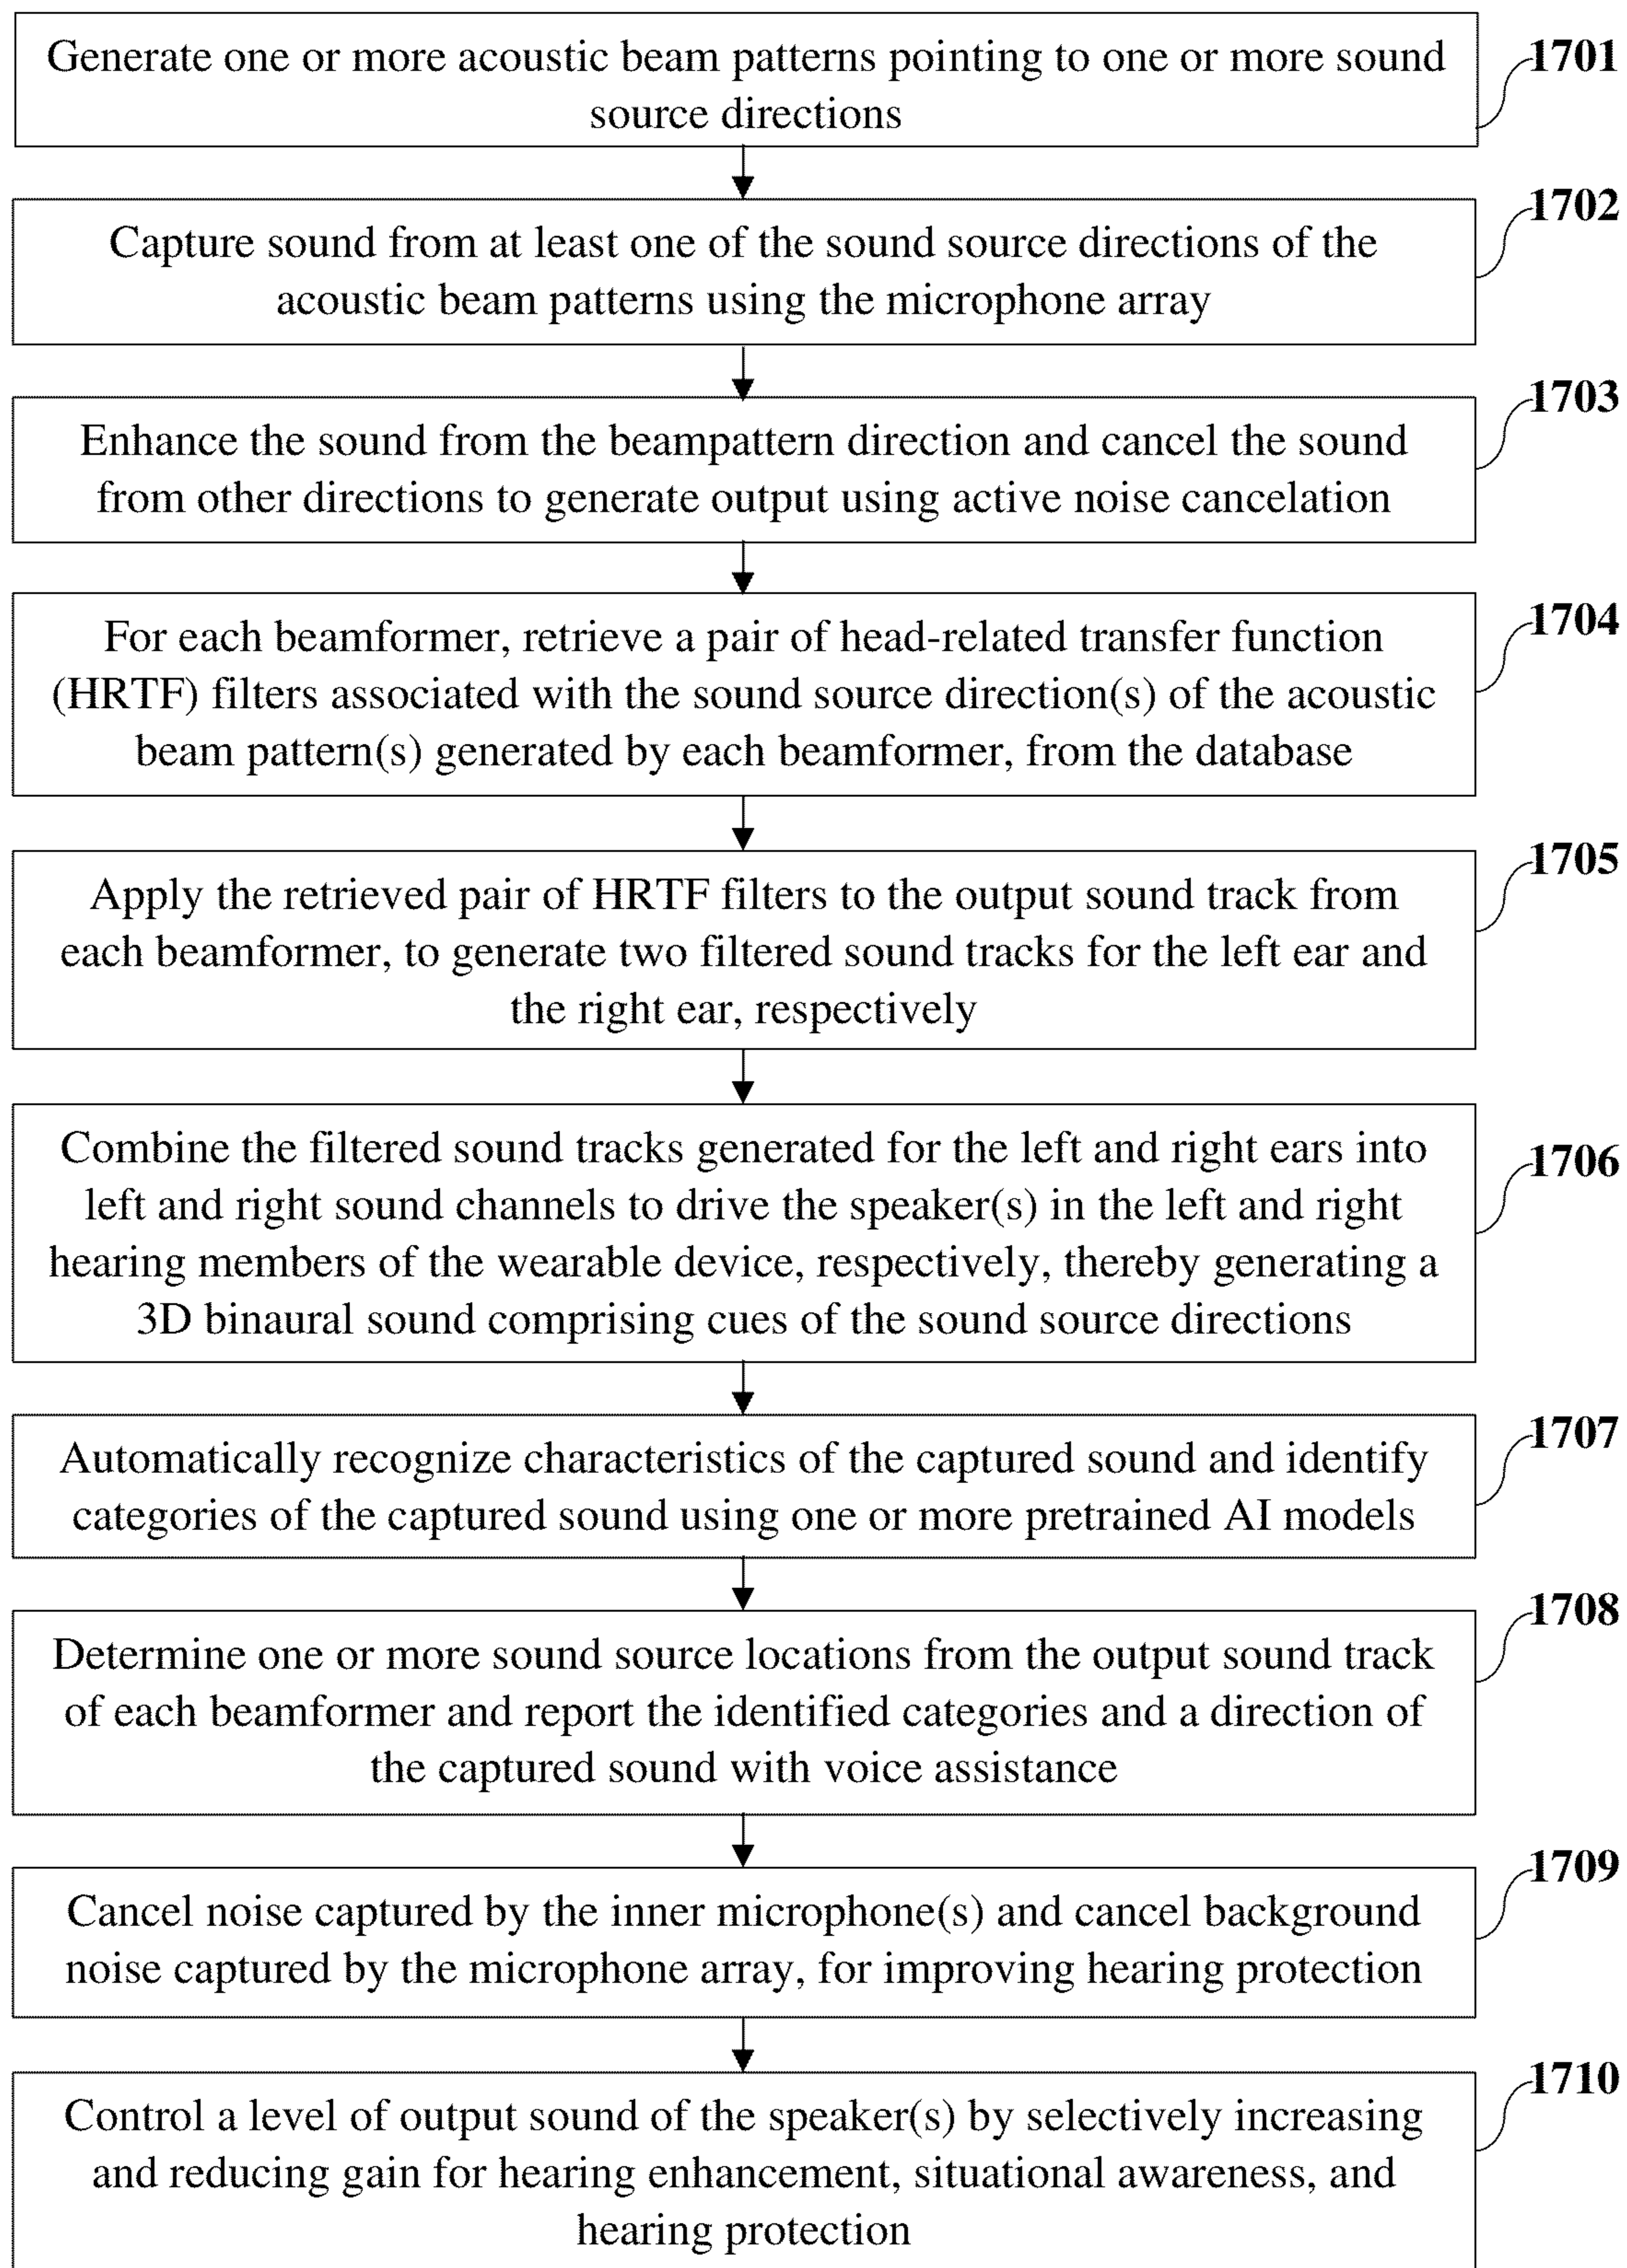 Generate one or more acoustic beam patterns pointing to one or more sound
source directions
1701
Capture sound from at least one of the sound source directions of the
acoustic beam patterns using the microphone array
1702
Enhance the sound from the beampattern direction and cancel the sound
from other directions to generate output using active noise cancelation
1703
For each beamformer, retrieve a pair of head-related transfer function
(HRTF) filters associated with the sound source direction(s) of the acoustic
beam pattern(s) generated by each beamformer, from the database
1704
Apply the retrieved pair of HRTF filters to the output sound track from
each beamformer, to generate two filtered sound tracks for the left ear and
the right ear, respectively
1705
Combine the filtered sound tracks generated for the left and right ears into
left and right sound channels to drive the speaker(s) in the left and right
hearing members of the wearable device, respectively, thereby generating a
3D binaural sound comprising cues of the sound source directions
1706
Automatically recognize characteristics of the captured sound and identify
categories of the captured sound using one or more pretrained AI models
1707
Determine one or more sound source locations from the output sound track
of each beamformer and report the identified categories and a direction of
the captured sound with voice assistance
1708
Cancel noise captured by the inner microphone(s) and cancel background
noise captured by the microphone array, for improving hearing protection
1709
Control a level of output sound of the speaker(s) by selectively increasing
and reducing gain for hearing enhancement, situational awareness, and
hearing protection
1710